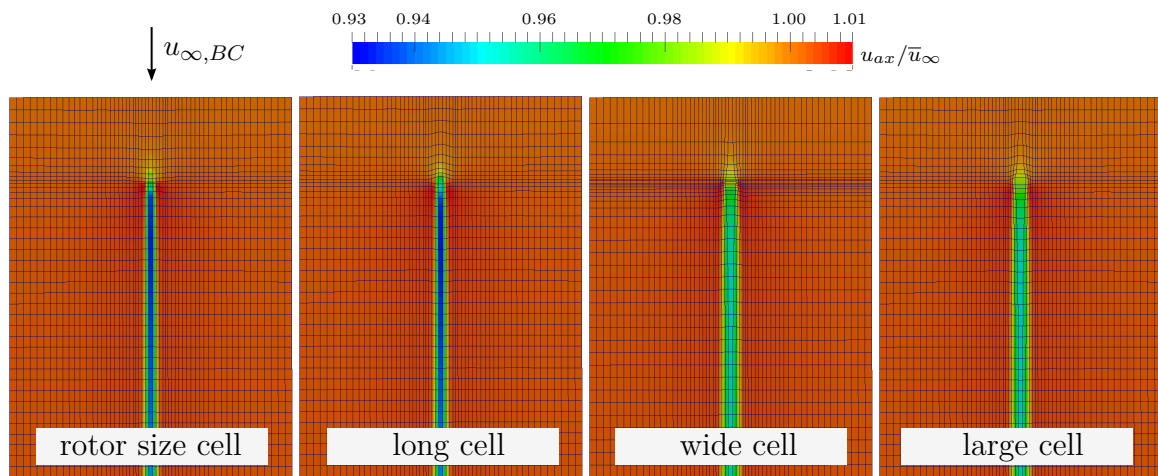 0.93 0.94 0.96 0.98 1.00 1.01
u∞,BC
u_ax/u̅∞
rotor size cell long cell wide cell large cell